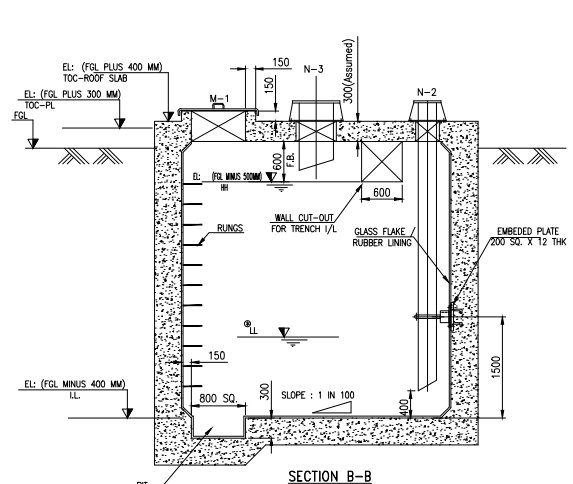 EL: (FGL PLUS 400 MM)
TOC-ROOF SLAB
EL: (FGL PLUS 300 MM)
TOC-PL
FGL
M-1
150
150
N-3
300(Assumed)
N-2
600
F.B.
EL: (FGL MINUS 500MM)
HH
600
WALL CUT-OUT
FOR TRENCH I/L
RUNGS
GLASS FLAKE /
RUBBER LINING
EMBEDED PLATE
200 SQ. X 12 THK
LL
150
1500
EL: (FGL MINUS 400 MM)
I.L.
800 SQ.
300
SLOPE : 1 IN 100
400
PIT
SECTION B-B